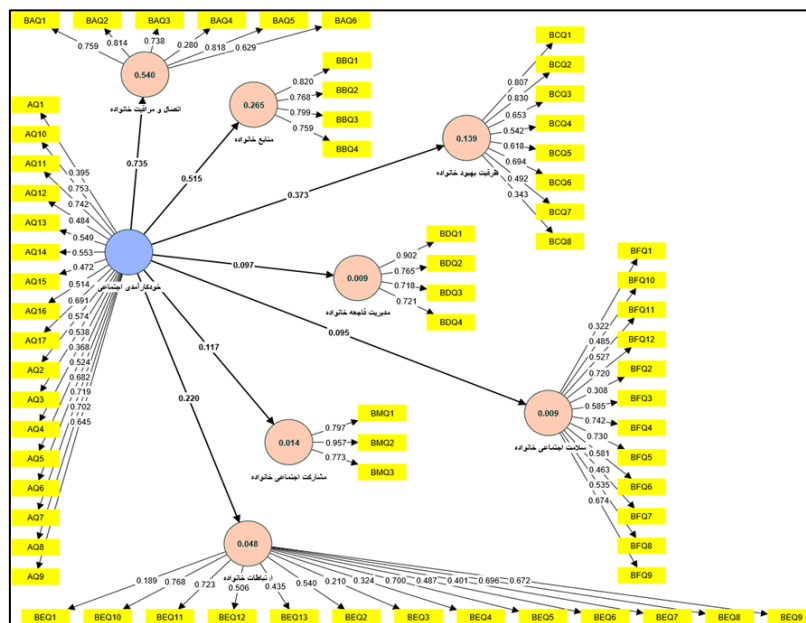 BAQ1
BAQ2
BAQ3
BAQ4
BAQ5
BAQ6
0.759
0.814
0.738
0.280
0.818
0.629
0.540
اتصال و مراقبت خانواده
BBQ1
BBQ2
BBQ3
BBQ4
0.820
0.768
0.799
0.759
0.265
منابع خانواده
BCQ1
BCQ2
BCQ3
BCQ4
BCQ5
BCQ6
BCQ7
BCQ8
0.807
0.830
0.653
0.542
0.618
0.694
0.492
0.343
0.139
ظرفیت بهبود خانواده
AQ1
AQ10
AQ11
AQ12
AQ13
AQ14
AQ15
AQ16
AQ17
AQ2
AQ3
AQ4
AQ5
AQ6
AQ7
AQ8
AQ9
0.395
0.753
0.742
0.484
0.549
0.553
0.472
0.514
0.691
0.574
0.538
0.368
0.524
0.682
0.719
0.702
0.645
خودکارآمدی اجتماعی
0.735
0.515
0.373
0.097
0.095
0.117
0.220
BDQ1
BDQ2
BDQ3
BDQ4
0.902
0.765
0.718
0.721
0.009
مدیریت فاجعه خانواده
BFQ1
BFQ10
BFQ11
BFQ12
BFQ2
BFQ3
BFQ4
BFQ5
BFQ6
BFQ7
BFQ8
BFQ9
0.322
0.485
0.527
0.720
0.308
0.585
0.742
0.730
0.581
0.463
0.535
0.674
0.009
سلامت اجتماعی خانواده
BMQ1
BMQ2
BMQ3
0.797
0.957
0.773
0.014
مشارکت اجتماعی خانواده
0.048
ارتباطات خانواده
0.189
0.768
0.723
0.506
0.435
0.540
0.210
0.324
0.700
0.487
0.401
0.696
0.672
BEQ1
BEQ10
BEQ11
BEQ12
BEQ13
BEQ2
BEQ3
BEQ4
BEQ5
BEQ6
BEQ7
BEQ8
BEQ9